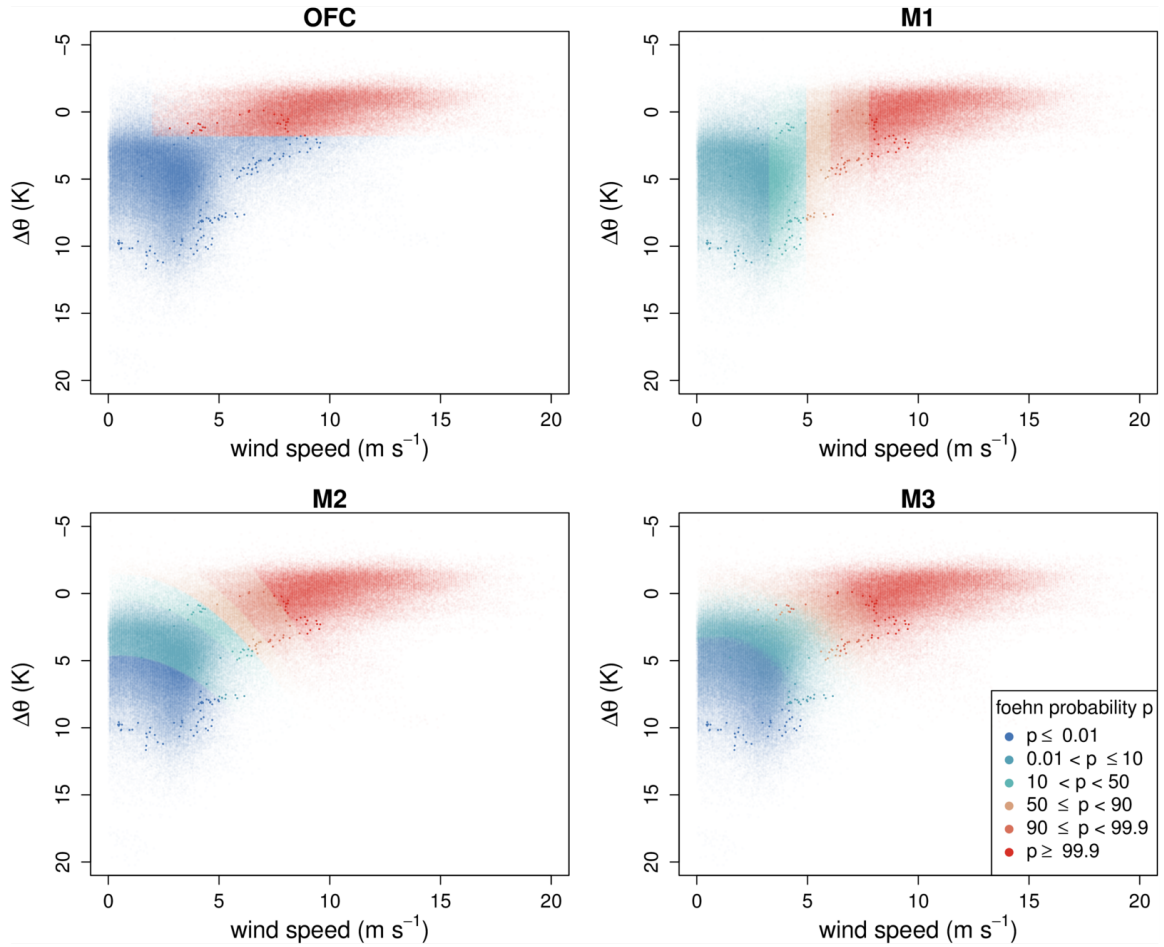 OFC
−5
0
5
10
15
20
Δθ (K)
0 5 10 15 20
wind speed (m s−1)
M1
−5
0
5
10
15
20
Δθ (K)
0 5 10 15 20
wind speed (m s−1)
M2
−5
0
5
10
15
20
Δθ (K)
0 5 10 15 20
wind speed (m s−1)
M3
−5
0
5
10
15
20
Δθ (K)
foehn probability p
p ≤ 0.01
0.01 < p ≤ 10
10 < p < 50
50 ≤ p < 90
90 ≤ p < 99.9
p ≥ 99.9
0 5 10 15 20
wind speed (m s−1)